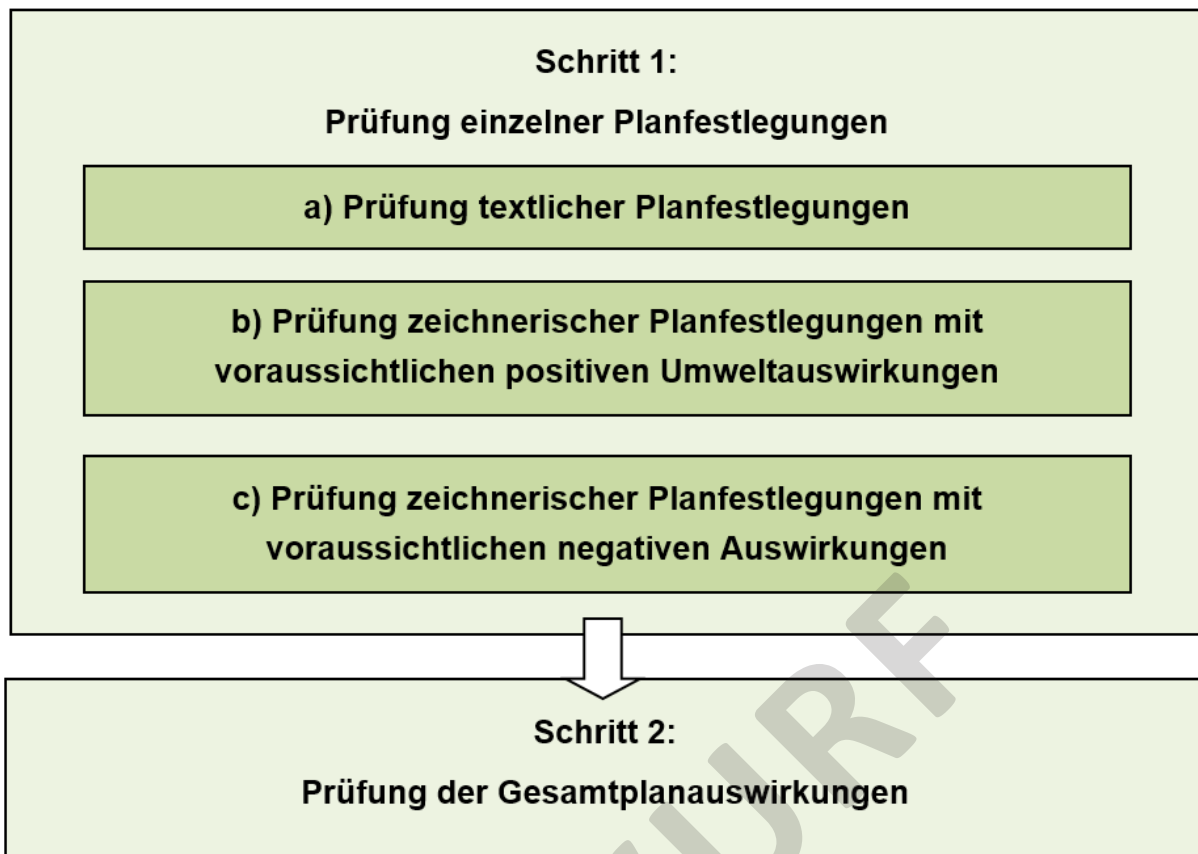 Schritt 1:
Prüfung einzelner Planfestlegungen
a) Prüfung textlicher Planfestlegungen
b) Prüfung zeichnerischer Planfestlegungen mit
voraussichtlichen positiven Umweltauswirkungen
c) Prüfung zeichnerischer Planfestlegungen mit
voraussichtlichen negativen Auswirkungen
Schritt 2:
Prüfung der Gesamtplanauswirkungen